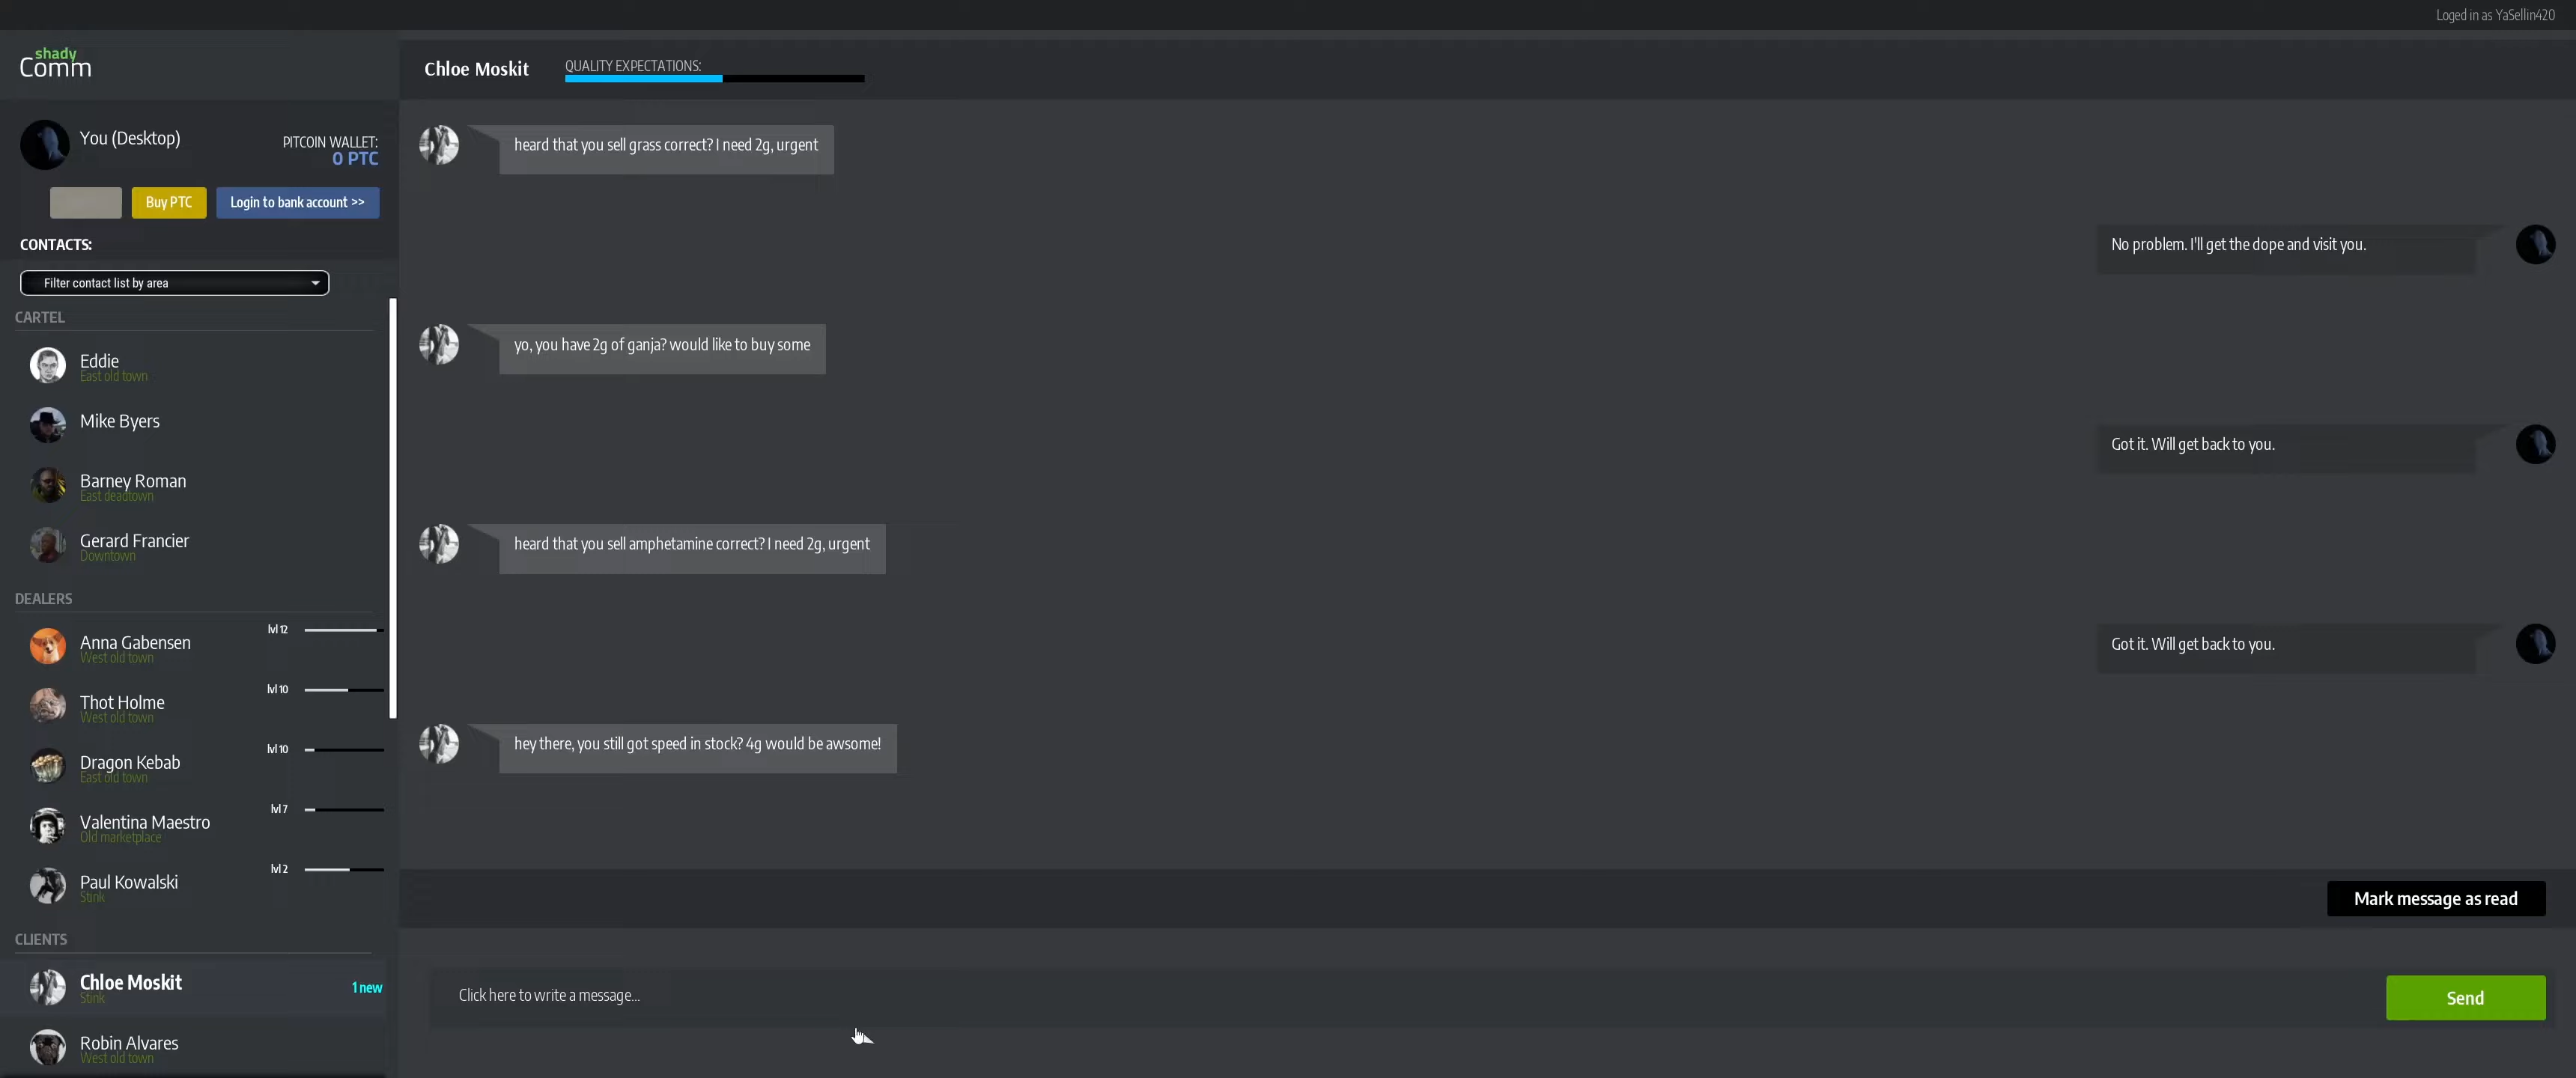 Loged in as YaSellin420
shady
Comm
You (Desktop)
PITCOIN WALLET:
0 PTC
Buy PTC
Login to bank account >>
CONTACTS:
Filter contact list by area
CARTEL
Eddie
East old town
Mike Byers
Barney Roman
East deadtown
Gerard Francier
Downtown
DEALERS
lvl 12
Anna Gabensen
West old town
lvl 10
Thot Holme
West old town
lvl 10
Dragon Kebab
East old town
lvl 7
Valentina Maestro
Old marketplace
lvl 2
Paul Kowalski
Stink
CLIENTS
Chloe Moskit
Stink
1 new
Robin Alvares
West old town
Chloe Moskit
QUALITY EXPECTATIONS:
heard that you sell grass correct? I need 2g, urgent
No problem. I'll get the dope and visit you.
yo, you have 2g of ganja? would like to buy some
Got it. Will get back to you.
heard that you sell amphetamine correct? I need 2g, urgent
Got it. Will get back to you.
hey there, you still got speed in stock? 4g would be awsome!
Mark message as read
Click here to write a message...
Send